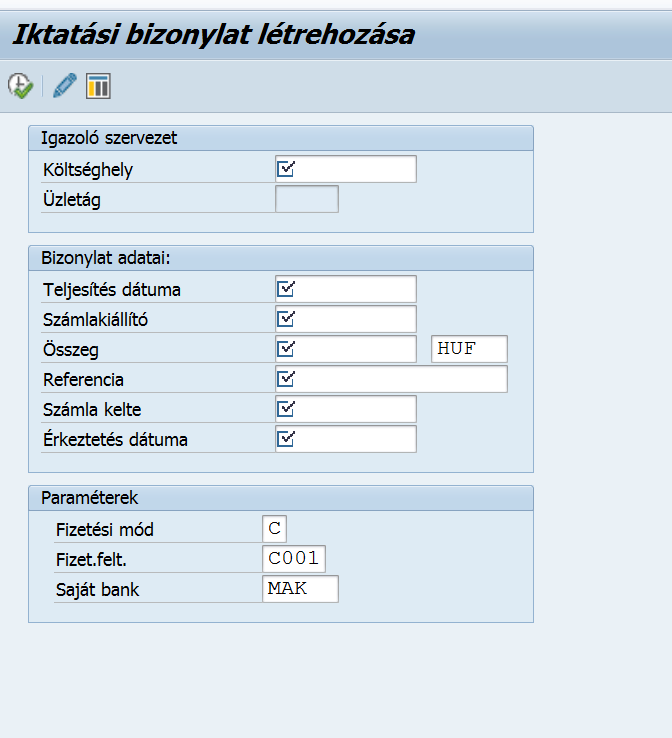 Iktatási bizonylat létrehozása
Igazoló szervezet
Költséghely
Üzletág
Bizonylat adatai:
Teljesítés dátuma
Számlakiállító
Összeg HUF
Referencia
Számla kelte
Érkeztetés dátuma
Paraméterek
Fizetési mód C
Fizet.felt. C001
Saját bank MAK